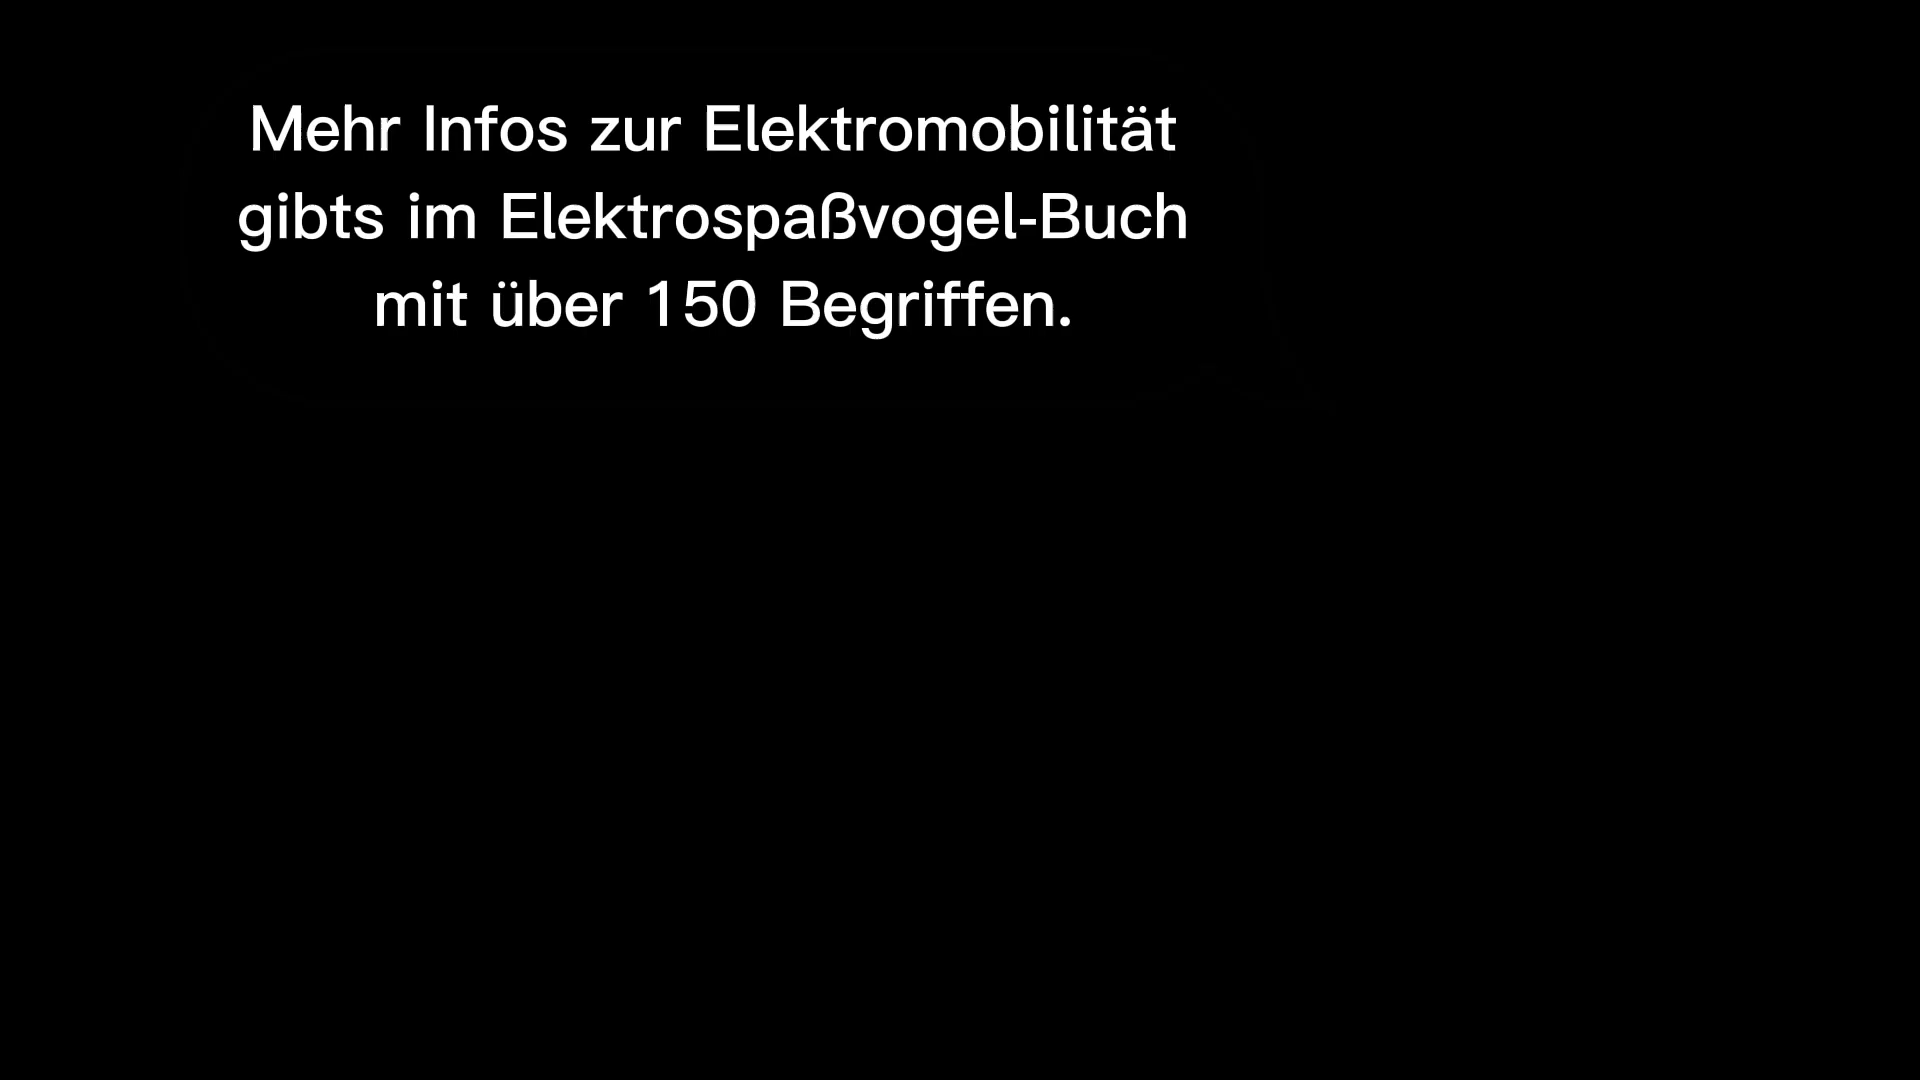 Mehr Infos zur Elektromobilität
gibts im Elektrospaßvogel-Buch
mit über 150 Begriffen.